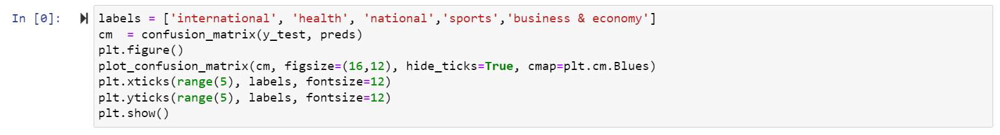 In [0]: labels = ['international', 'health', 'national','sports','business & economy']
cm  = confusion_matrix(y_test, preds)
plt.figure()
plot_confusion_matrix(cm, figsize=(16,12), hide_ticks=True, cmap=plt.cm.Blues)
plt.xticks(range(5), labels, fontsize=12)
plt.yticks(range(5), labels, fontsize=12)
plt.show()